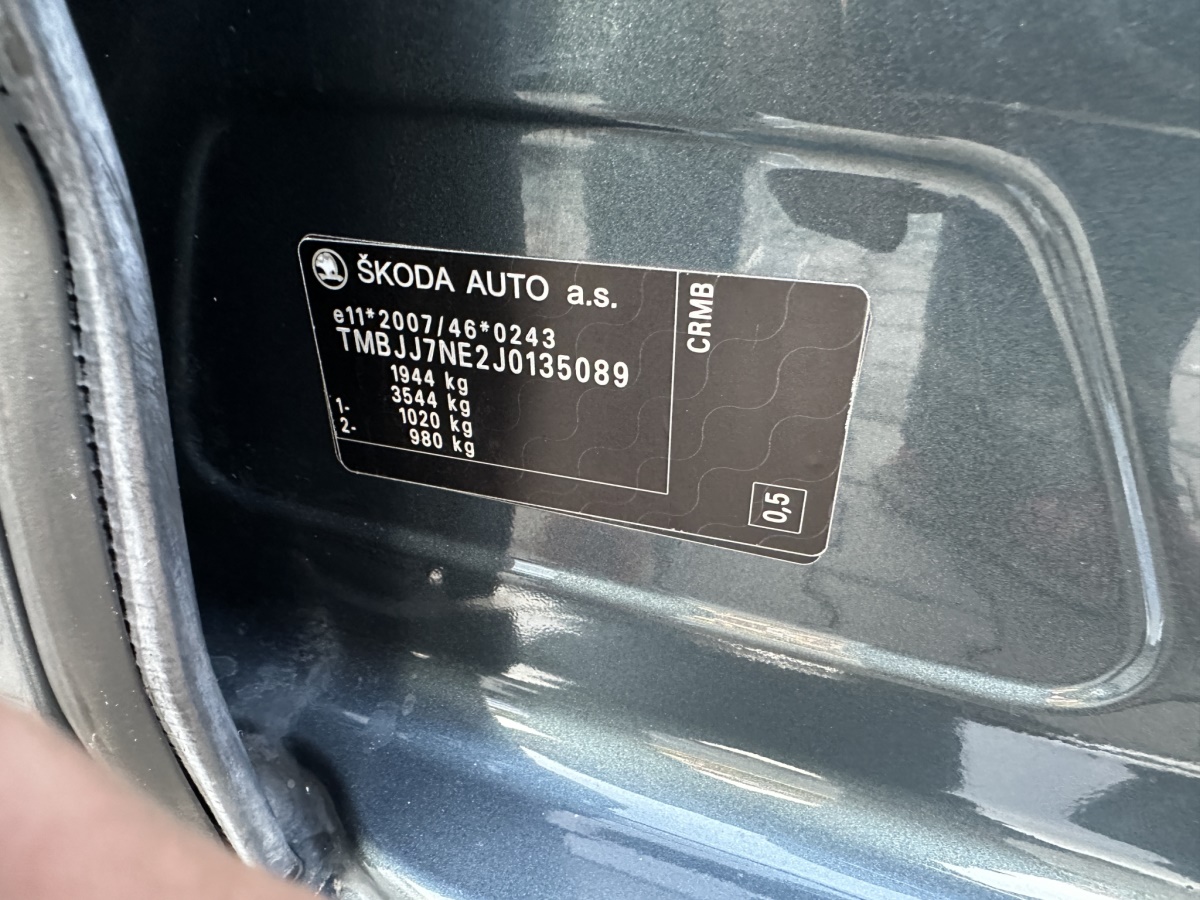 ŠKODA AUTO a.s.
e11*2007/46*0243
TMBJJ7NE2J0135089
1944 kg
3544 kg
1- 1020 kg
2- 980 kg
CRMB
0,5